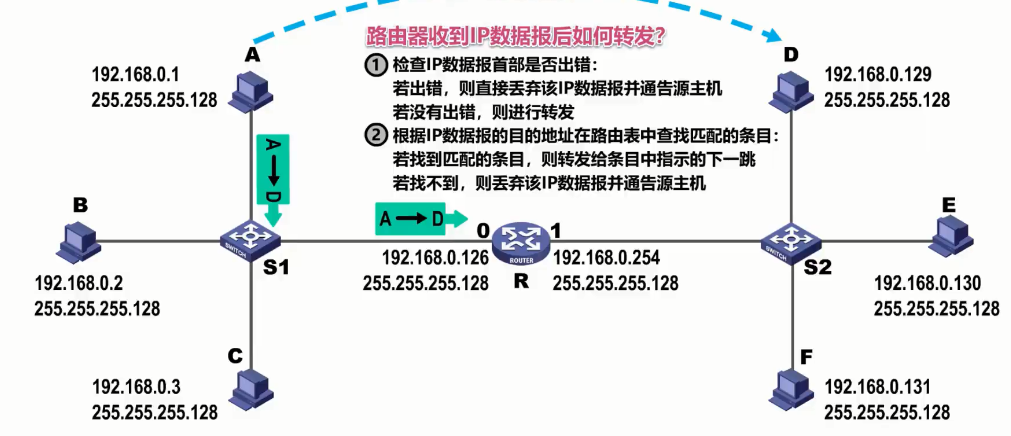 路由器收到IP数据报后如何转发?
A
D
192.168.0.1
255.255.255.128
192.168.0.129
255.255.255.128
① 检查IP数据报首部是否出错:
若出错，则直接丢弃该IP数据报并通告源主机
若没有出错，则进行转发
② 根据IP数据报的目的地址在路由表中查找匹配的条目:
若找到匹配的条目，则转发给条目中指示的下一跳
若找不到，则丢弃该IP数据报并通告源主机
A→D
B
A→D
E
0
1
SWITCH
S1
ROUTER
R
SWITCH
S2
192.168.0.126
255.255.255.128
192.168.0.254
255.255.255.128
192.168.0.2
255.255.255.128
192.168.0.130
255.255.255.128
C
F
192.168.0.3
255.255.255.128
192.168.0.131
255.255.255.128